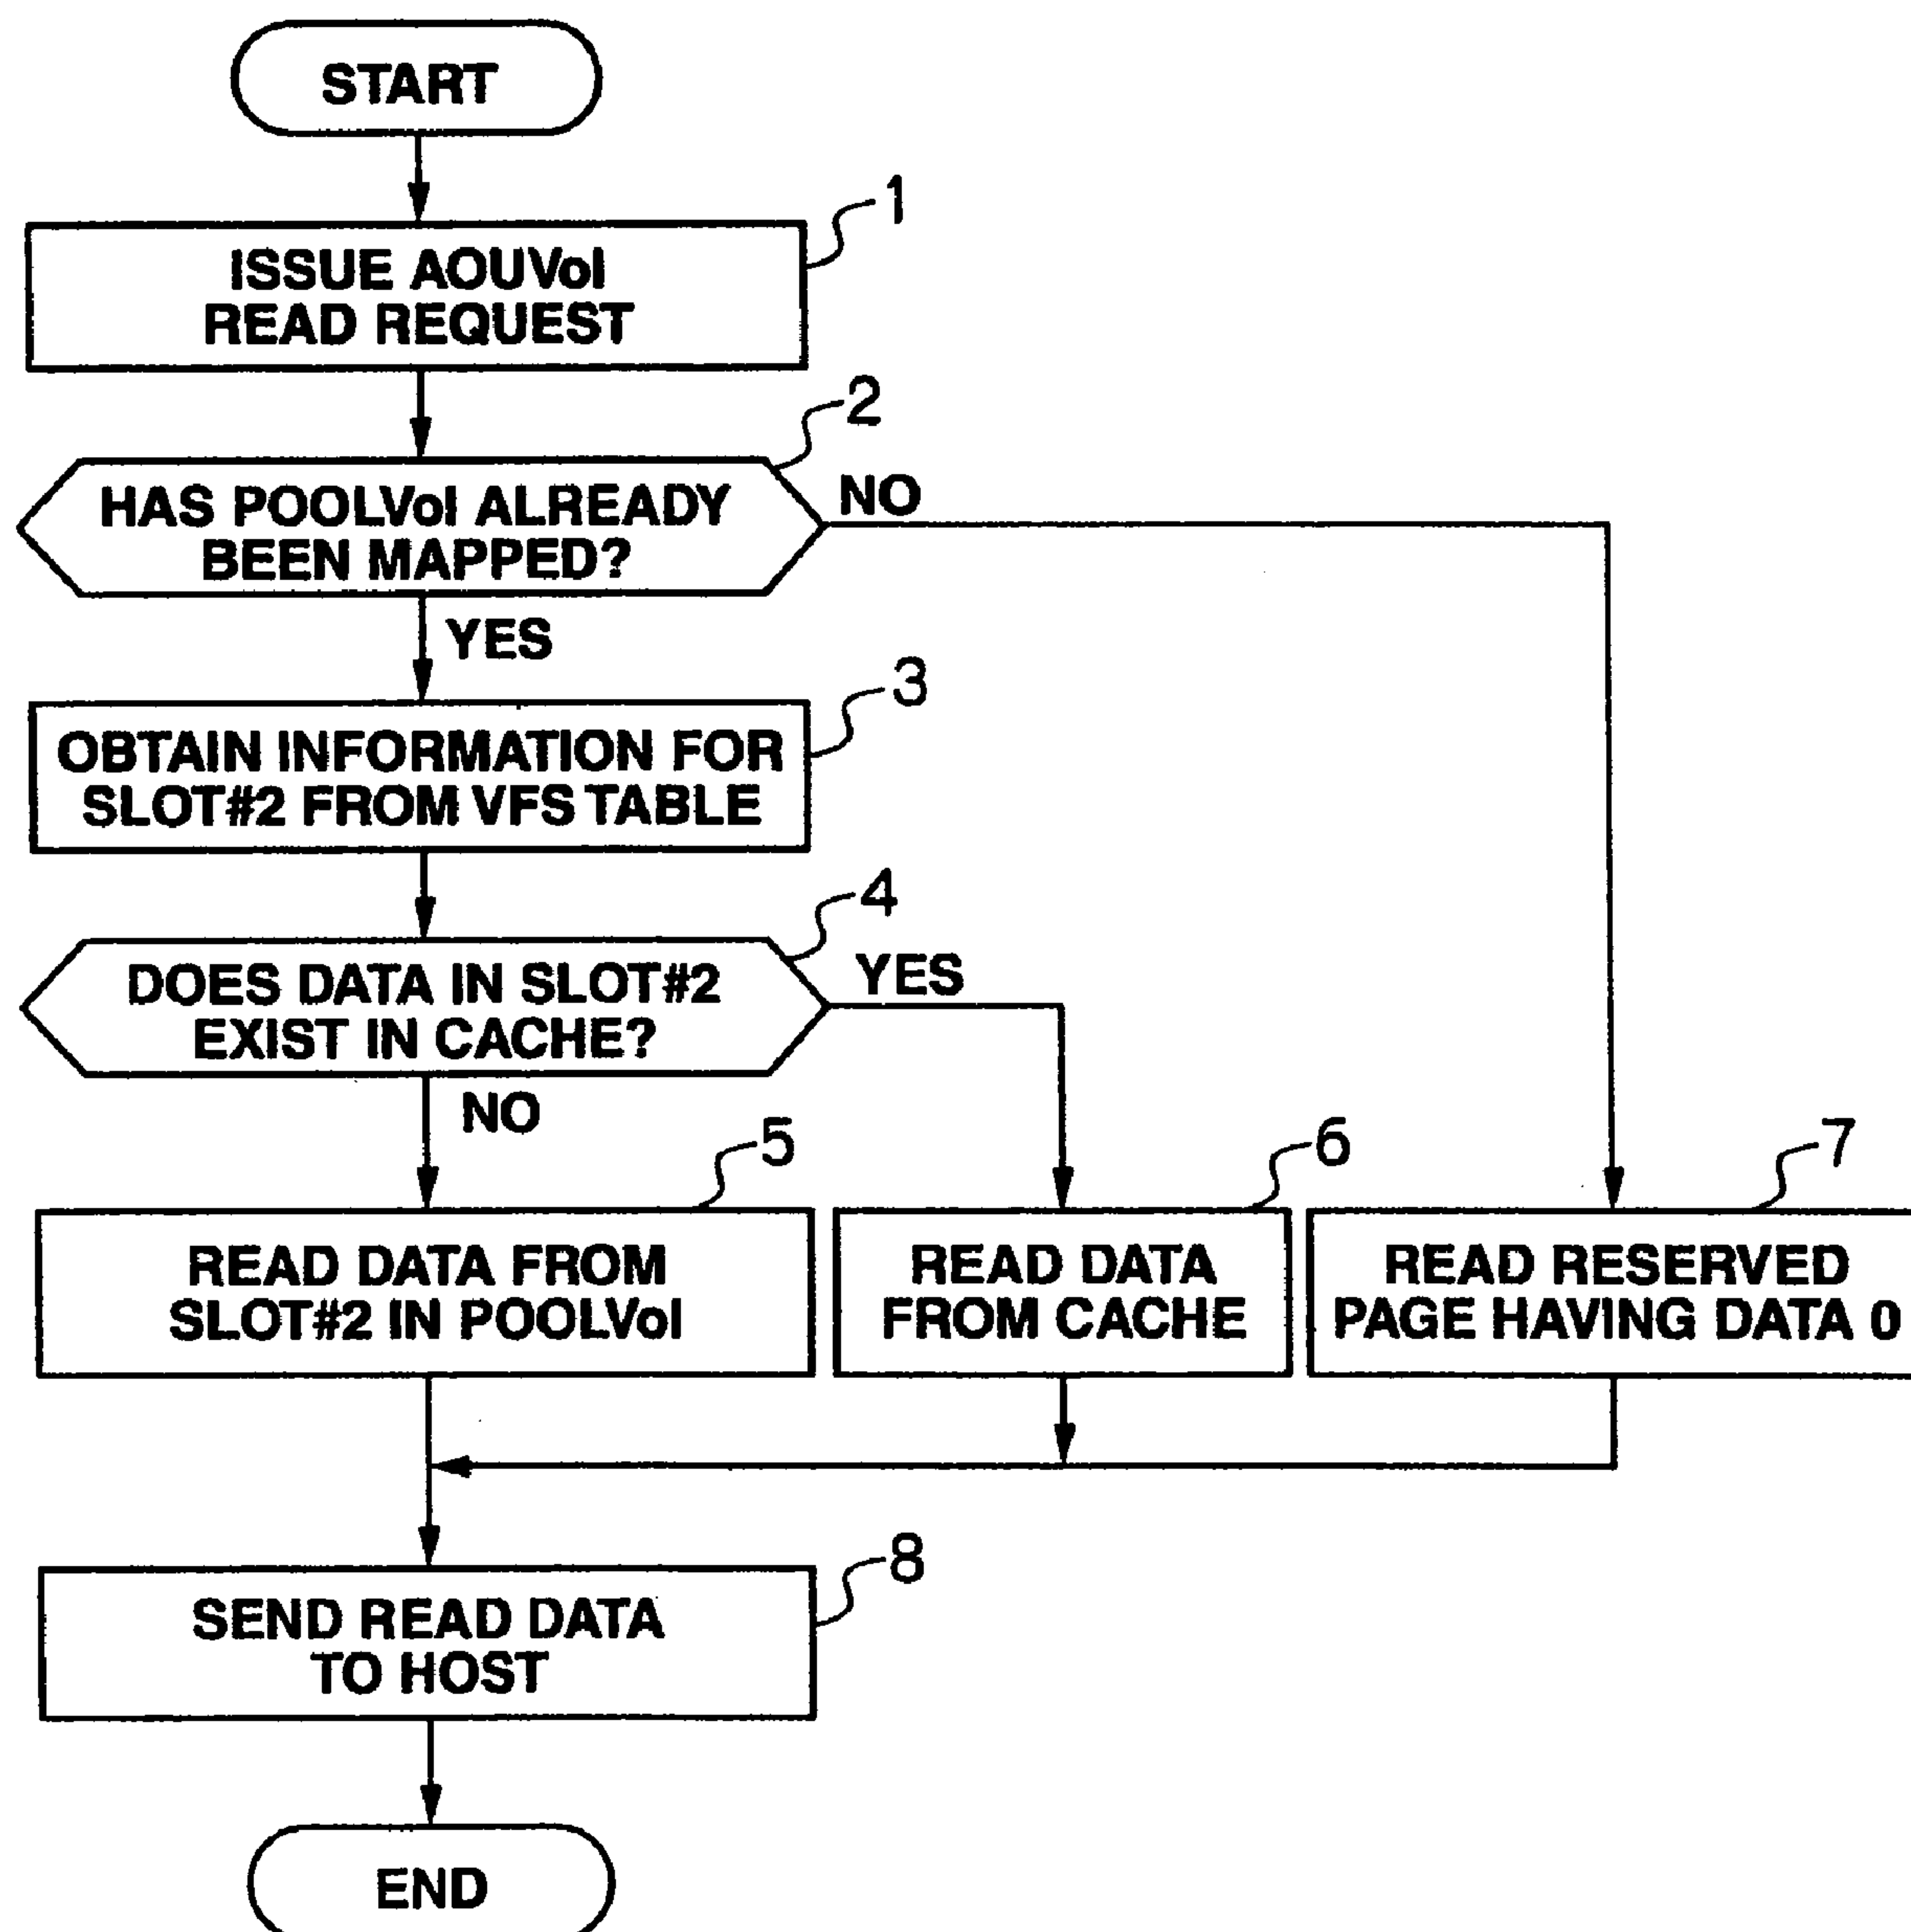 START
1
ISSUE AOUVol
READ REQUEST
2
HAS POOLVol ALREADY
BEEN MAPPED?
NO
YES
3
OBTAIN INFORMATION FOR
SLOT#2 FROM VFS TABLE
4
DOES DATA IN SLOT#2
EXIST IN CACHE?
YES
NO
5
READ DATA FROM
SLOT#2 IN POOLVol
6
READ DATA
FROM CACHE
7
READ RESERVED
PAGE HAVING DATA 0
8
SEND READ DATA
TO HOST
END